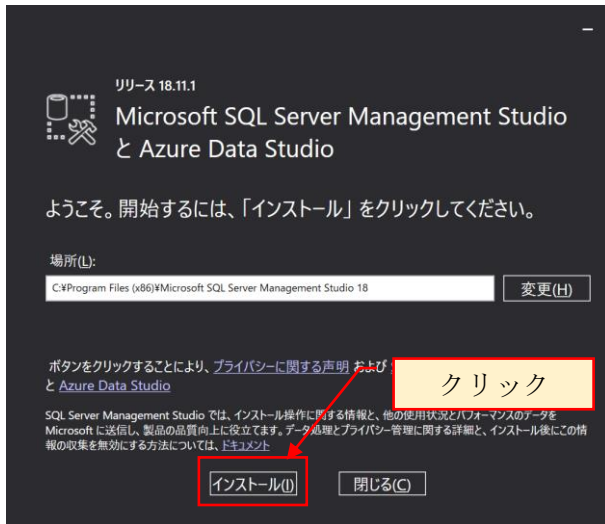 リリース 18.11.1
Microsoft SQL Server Management Studio
と Azure Data Studio
ようこそ。開始するには、「インストール」をクリックしてください。
場所(L):
C:¥Program Files (x86)¥Microsoft SQL Server Management Studio 18
変更(H)
ボタンをクリックすることにより、プライバシーに関する声明 および
と Azure Data Studio
クリック
SQL Server Management Studio では、インストール操作に関する情報と、他の使用状況とパフォーマンスのデータを
Microsoft に送信し、製品の品質向上に役立てます。データ処理とプライバシー管理に関する詳細と、インストール後にこの情
報の収集を無効にする方法については、ドキュメント
インストール(I)
閉じる(C)